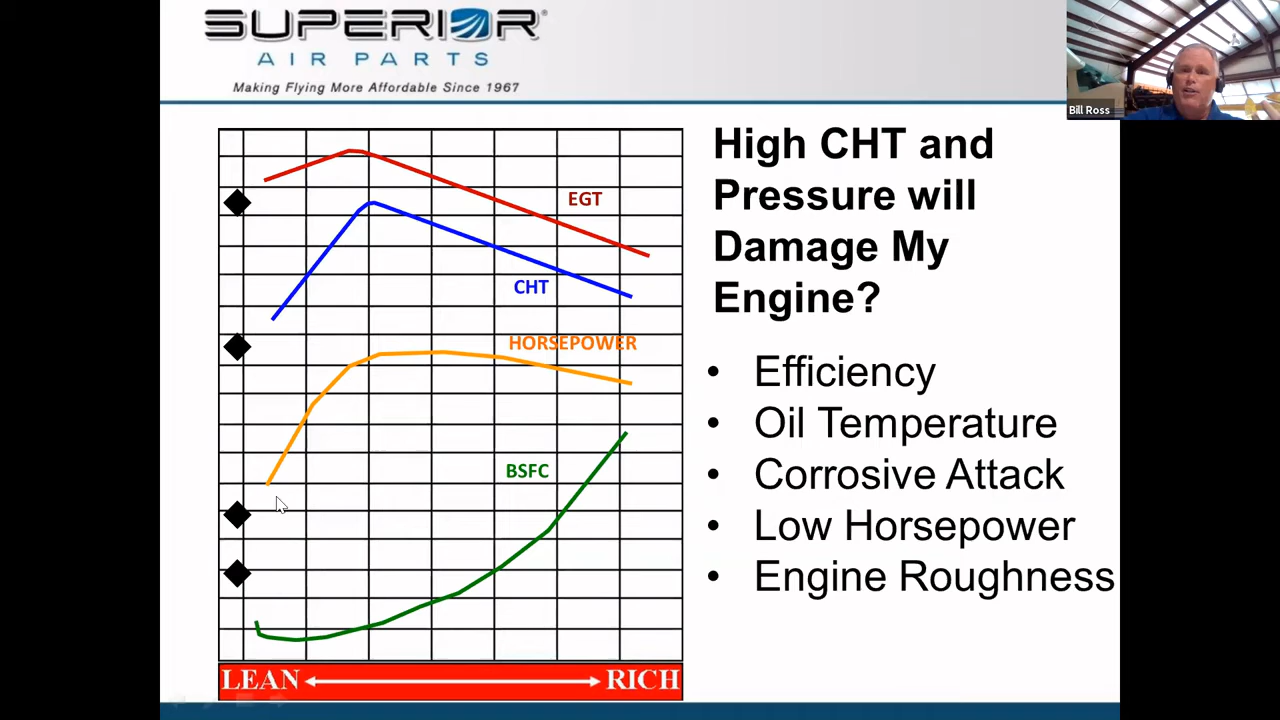 SUPERIOR®
AIR PARTS
Making Flying More Affordable Since 1967
Bill Ross
High CHT and
Pressure will
Damage My
Engine?
• Efficiency
• Oil Temperature
• Corrosive Attack
• Low Horsepower
• Engine Roughness
EGT
CHT
HORSEPOWER
BSFC
LEAN RICH